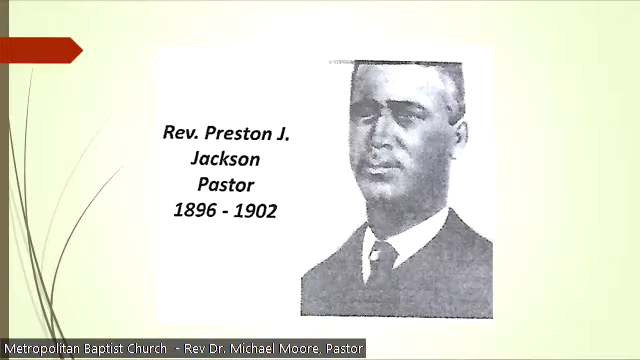 Rev. Preston J.
Jackson
Pastor
1896 - 1902
Metropolitan Baptist Church - Rev Dr. Michael Moore, Pastor